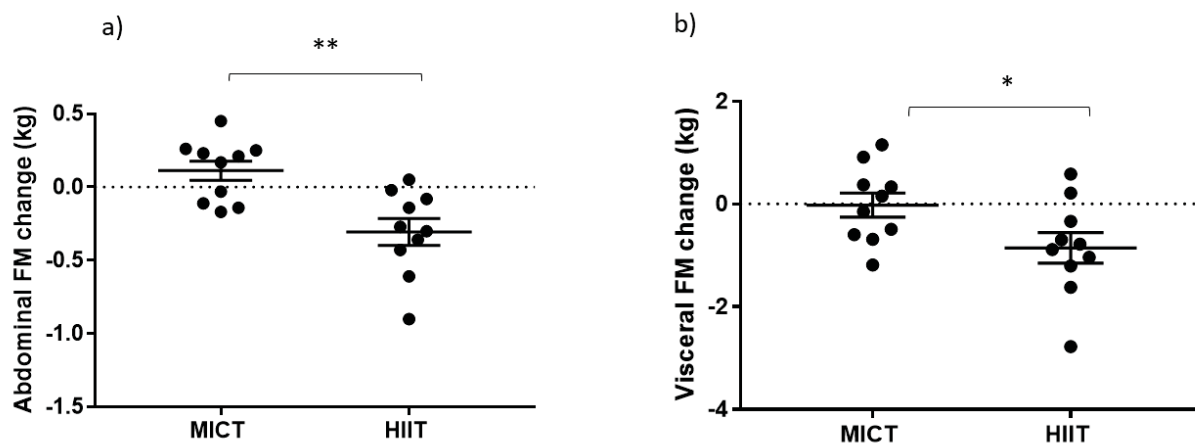 a)
**
Abdominal FM change (kg)
0.5
0.0
-0.5
-1.0
-1.5
MICT
HIIT
b)
*
Visceral FM change (kg)
2
0
-2
-4
MICT
HIIT